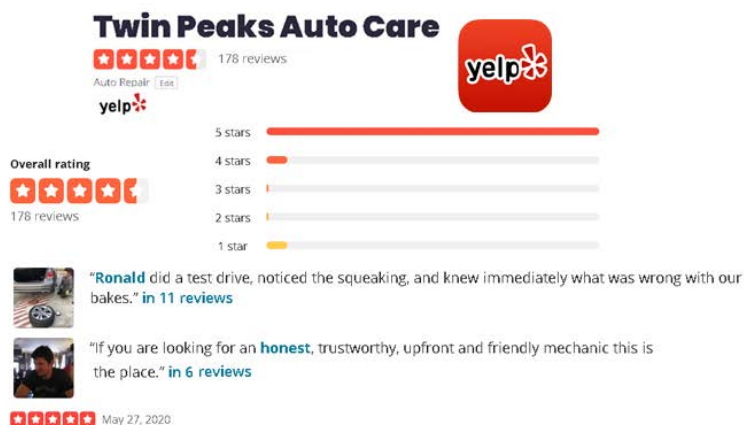 Twin Peaks Auto Care
178 reviews
yelp
Auto Repair Edit
yelp
5 stars
4 stars
Overall rating
3 stars
178 reviews
2 stars
1 star
"Ronald did a test drive, noticed the squeaking, and knew immediately what was wrong with our
bakes." in 11 reviews
"If you are looking for an honest, trustworthy, upfront and friendly mechanic this is
the place." in 6 reviews
May 27, 2020